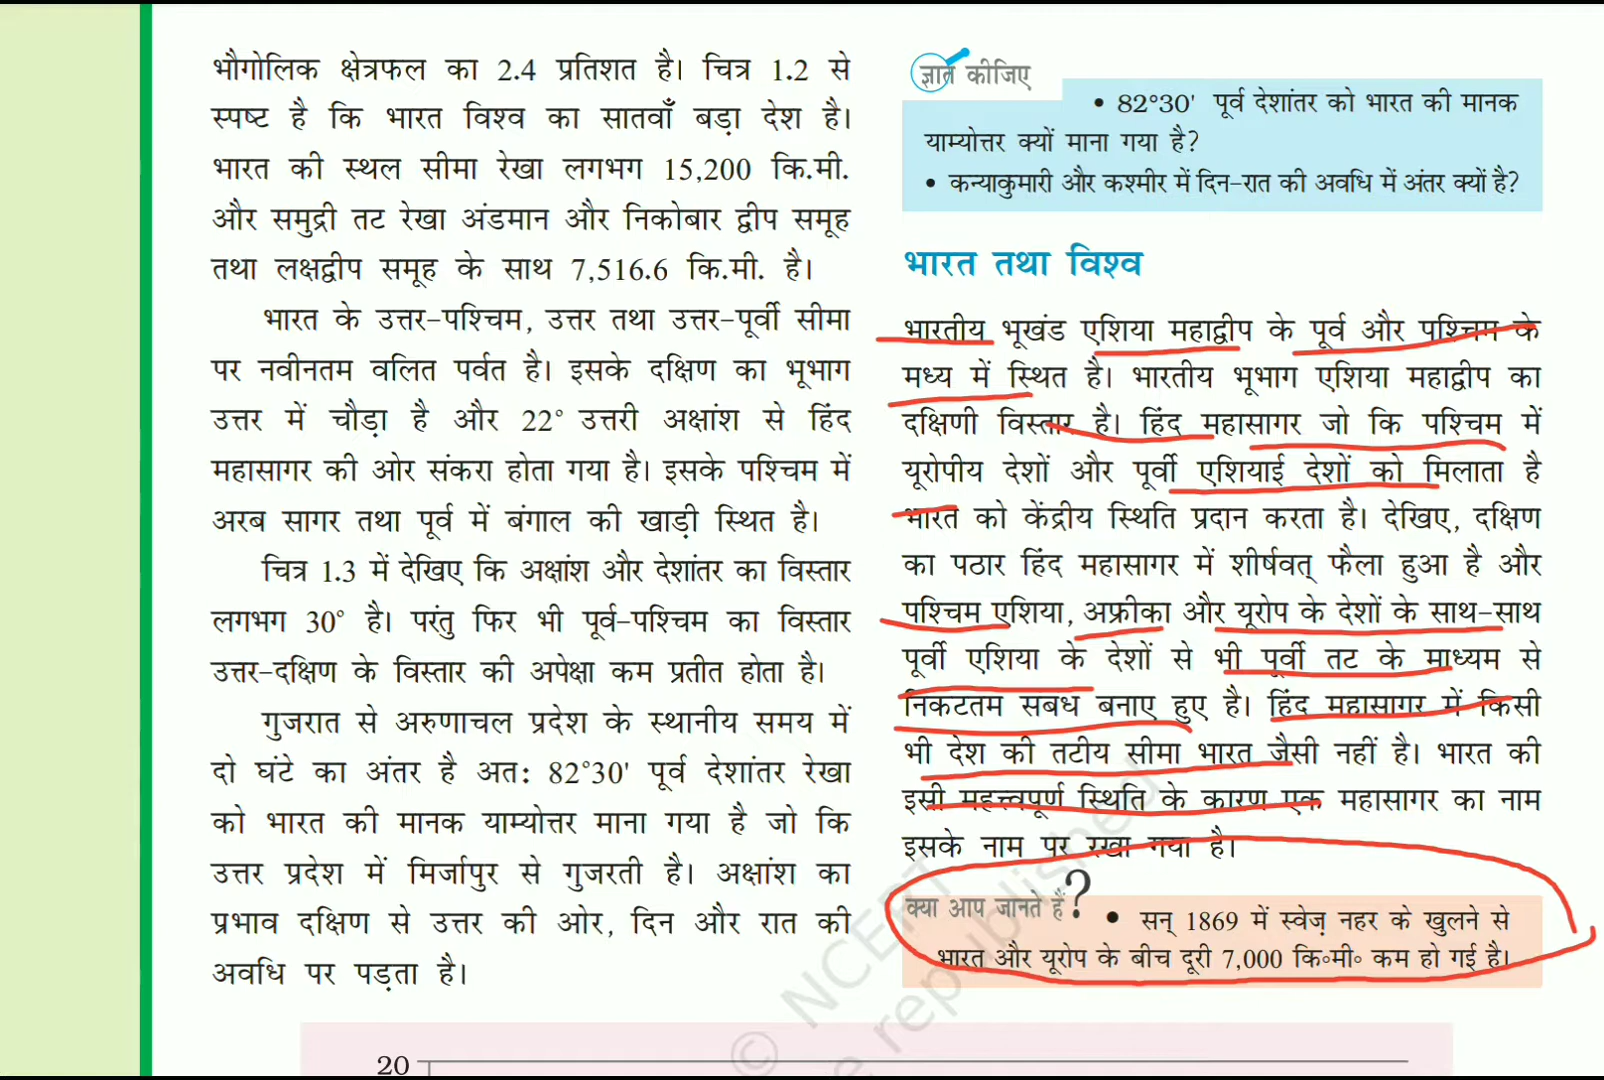 भौगोलिक क्षेत्रफल का 2.4 प्रतिशत है। चित्र 1.2 से
स्पष्ट है कि भारत विश्व का सातवाँ बड़ा देश है।
भारत की स्थल सीमा रेखा लगभग 15,200 कि.मी.
और समुद्री तट रेखा अंडमान और निकोबार द्वीप समूह
तथा लक्षद्वीप समूह के साथ 7,516.6 कि.मी. है।
भारत के उत्तर-पश्चिम, उत्तर तथा उत्तर-पूर्वी सीमा
पर नवीनतम वलित पर्वत है। इसके दक्षिण का भूभाग
उत्तर में चौड़ा है और 22° उत्तरी अक्षांश से हिंद
महासागर की ओर संकरा होता गया है। इसके पश्चिम में
अरब सागर तथा पूर्व में बंगाल की खाड़ी स्थित है।
चित्र 1.3 में देखिए कि अक्षांश और देशांतर का विस्तार
लगभग 30° है। परंतु फिर भी पूर्व-पश्चिम का विस्तार
उत्तर-दक्षिण के विस्तार की अपेक्षा कम प्रतीत होता है।
गुजरात से अरुणाचल प्रदेश के स्थानीय समय में
दो घंटे का अंतर है अतः 82°30' पूर्व देशांतर रेखा
को भारत की मानक याम्योत्तर माना गया है जो कि
उत्तर प्रदेश में मिर्जापुर से गुजरती है। अक्षांश का
प्रभाव दक्षिण से उत्तर की ओर, दिन और रात की
अवधि पर पड़ता है।
ज्ञात कीजिए
• 82°30' पूर्व देशांतर को भारत की मानक
याम्योत्तर क्यों माना गया है?
• कन्याकुमारी और कश्मीर में दिन-रात की अवधि में अंतर क्यों है?
भारत तथा विश्व
भारतीय भूखंड एशिया महाद्वीप के पूर्व और पश्चिम के
मध्य में स्थित है। भारतीय भूभाग एशिया महाद्वीप का
दक्षिणी विस्तार है। हिंद महासागर जो कि पश्चिम में
यूरोपीय देशों और पूर्वी एशियाई देशों को मिलाता है
भारत को केंद्रीय स्थिति प्रदान करता है। देखिए, दक्षिण
का पठार हिंद महासागर में शीर्षवत् फैला हुआ है और
पश्चिम एशिया, अफ्रीका और यूरोप के देशों के साथ-साथ
पूर्वी एशिया के देशों से भी पूर्वी तट के माध्यम से
निकटतम सबध बनाए हुए है। हिंद महासागर में किसी
भी देश की तटीय सीमा भारत जैसी नहीं है। भारत की
इसी महत्त्वपूर्ण स्थिति के कारण एक महासागर का नाम
इसके नाम पर रखा गया है।
क्या आप जानते हैं?
• सन् 1869 में स्वेज़ नहर के खुलने से
भारत और यूरोप के बीच दूरी 7,000 कि॰मी॰ कम हो गई है।
© NCERT
e republished
20